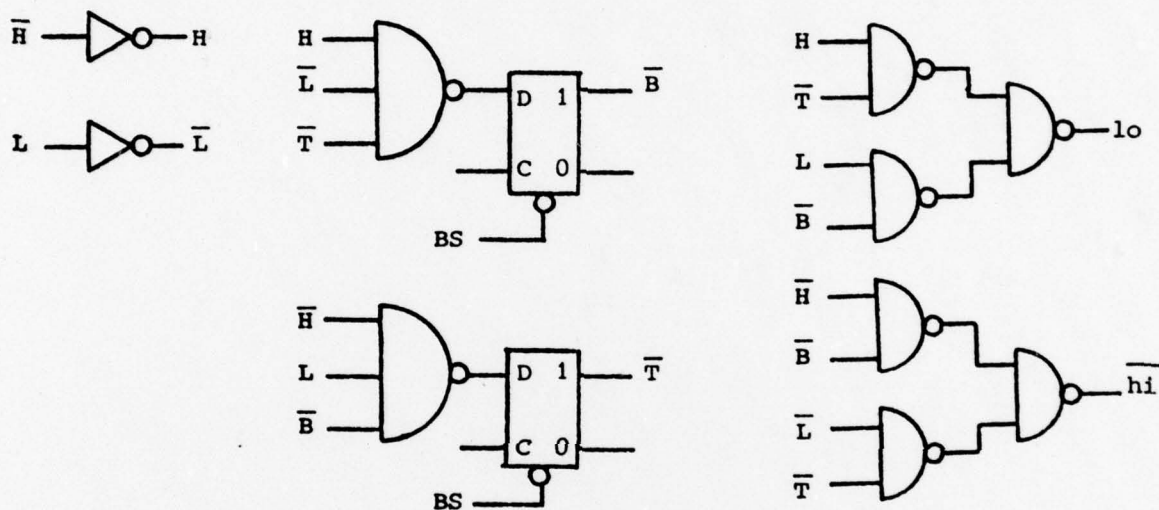 H̅ H
L L̅
H
L̅
T̅
D 1 B̅
C 0
BS
H̅
L
B̅
D 1 T̅
C 0
BS
H
T̅
L
B̅
lo
H̅
B̅
L̅
T̅
h̅i̅